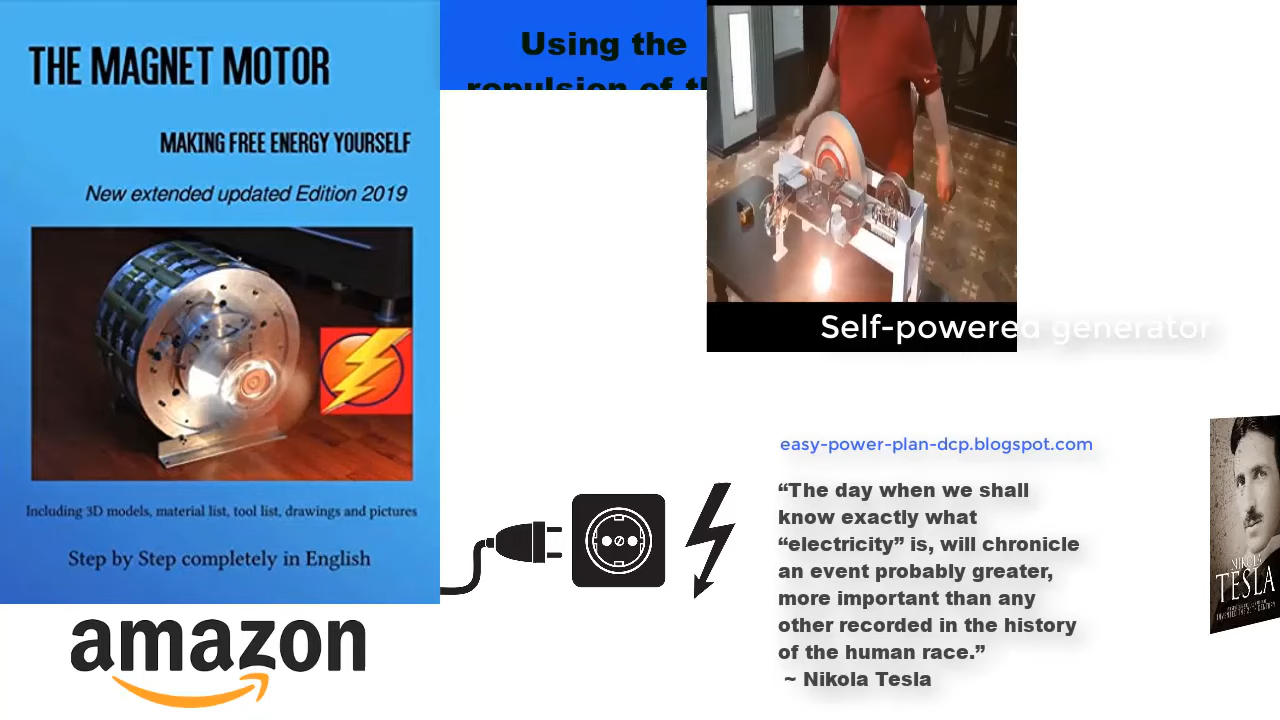 THE MAGNET MOTOR
MAKING FREE ENERGY YOURSELF
New extended updated Edition 2019
Including 3D models, material list, tool list, drawings and pictures
Step by Step completely in English
amazon
Using the
repulsion of
Self-powered generator
easy-power-plan-dcp.blogspot.com
“The day when we shall
know exactly what
“electricity” is, will chronicle
an event probably greater,
more important than any
other recorded in the history
of the human race.”
~ Nikola Tesla
NIKOLA
TESLA